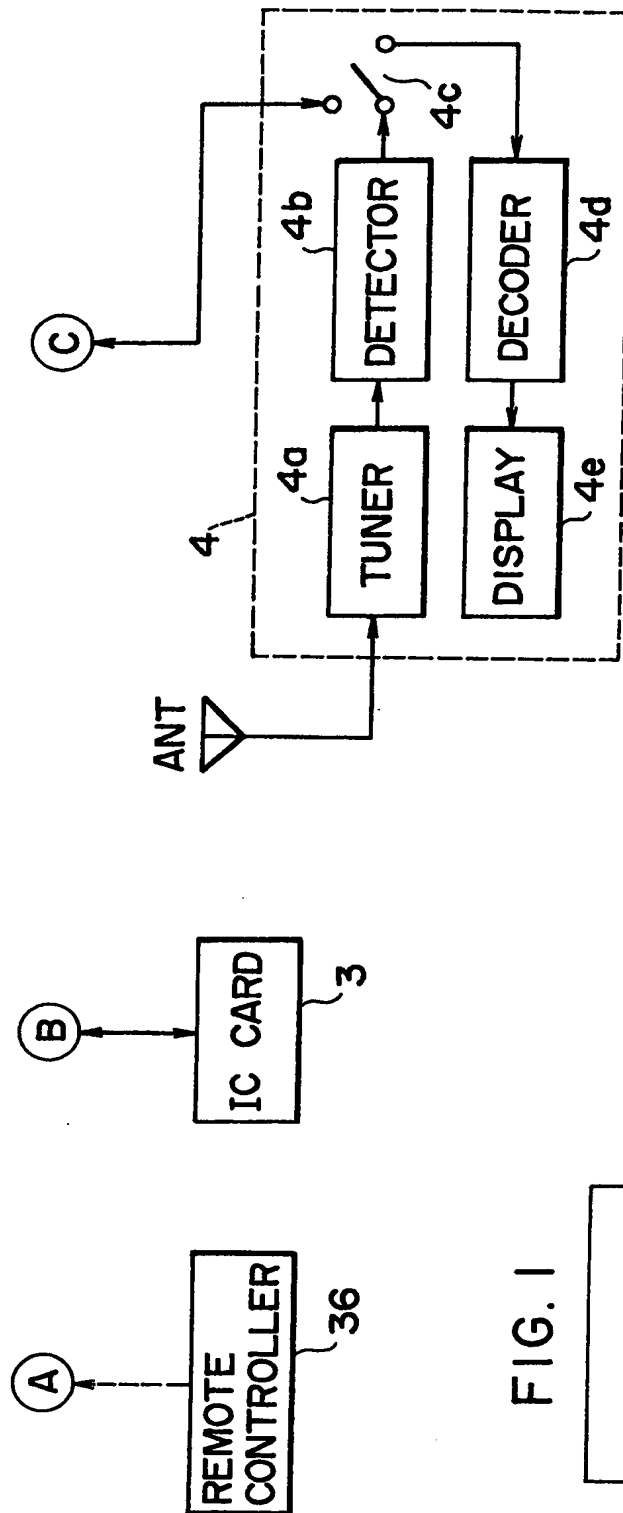 A
REMOTE
CONTROLLER
36
B
IC CARD
3
C
ANT
4
4a
TUNER
4b
DETECTOR
4c
DISPLAY
4e
DECODER
4d
FIG. 1